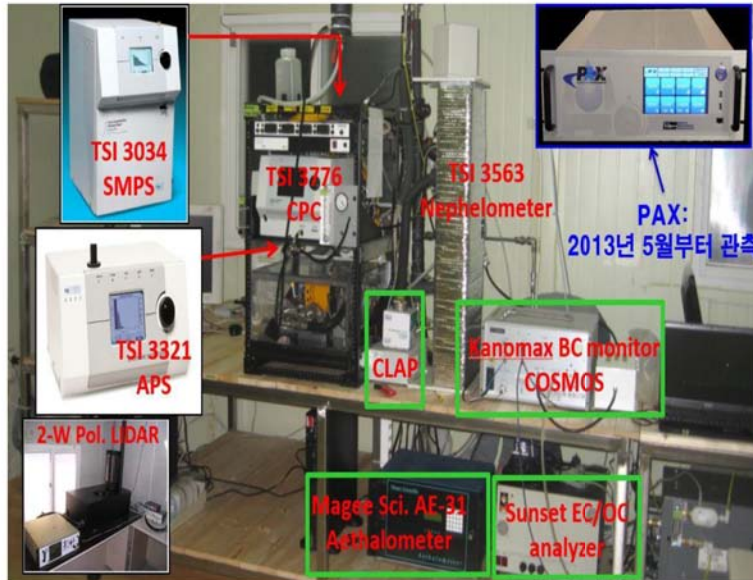 TSI 3034
SMPS
TSI 3776
CPC
TSI 3563
Nephelometer
PAX
PAX:
2013년 5월부터 관측
TSI 3321
APS
CLAP
Kanomax BC monitor
COSMOS
2-W Pol. LIDAR
Magee Sci. AE-31
Aethalometer
Aethalometer
Sunset EC/OC
analyzer